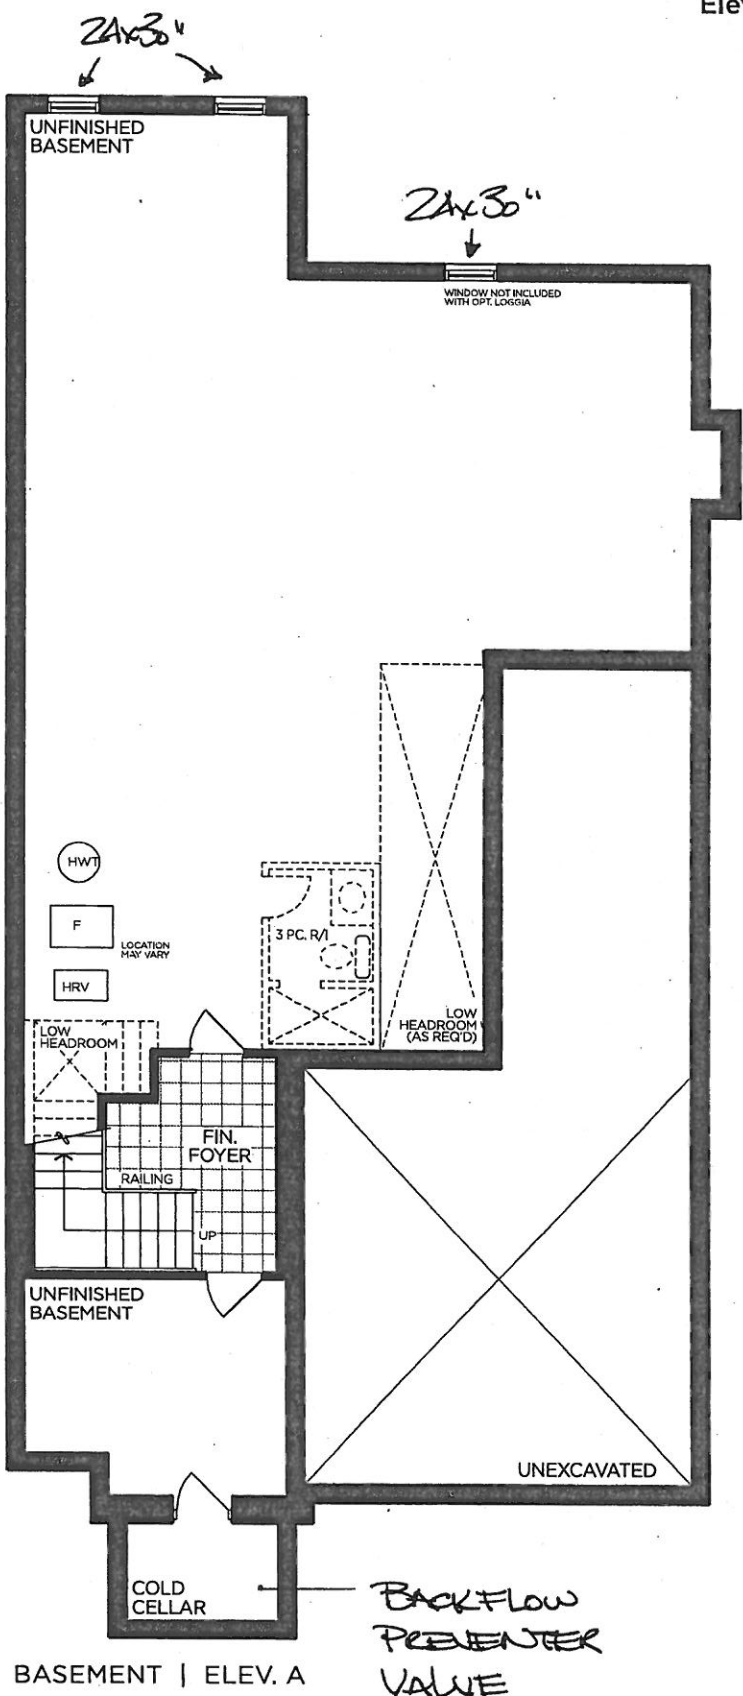 Elev
24x30"
UNFINISHED
BASEMENT
24x30"
WINDOW NOT INCLUDED
WITH OPT. LOGGIA
HWT
F
LOCATION
MAY VARY
HRV
3 PC. R/I
LOW
HEADROOM
(AS REQ'D)
LOW
HEADROOM
FIN.
FOYER
RAILING
UP
UNFINISHED
BASEMENT
UNEXCAVATED
COLD
CELLAR
BACKFLOW
PREVENTER
VALVE
BASEMENT | ELEV. A